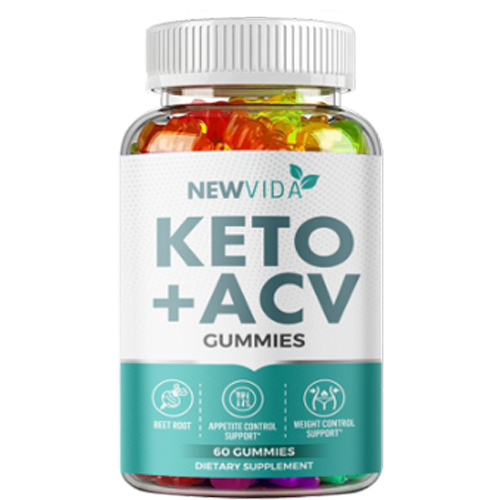 NEWVIDA
KETO
+ACV
GUMMIES
BEET ROOT
APPETITE CONTROL
SUPPORT*
WEIGHT CONTROL
SUPPORT*
60 GUMMIES
DIETARY SUPPLEMENT